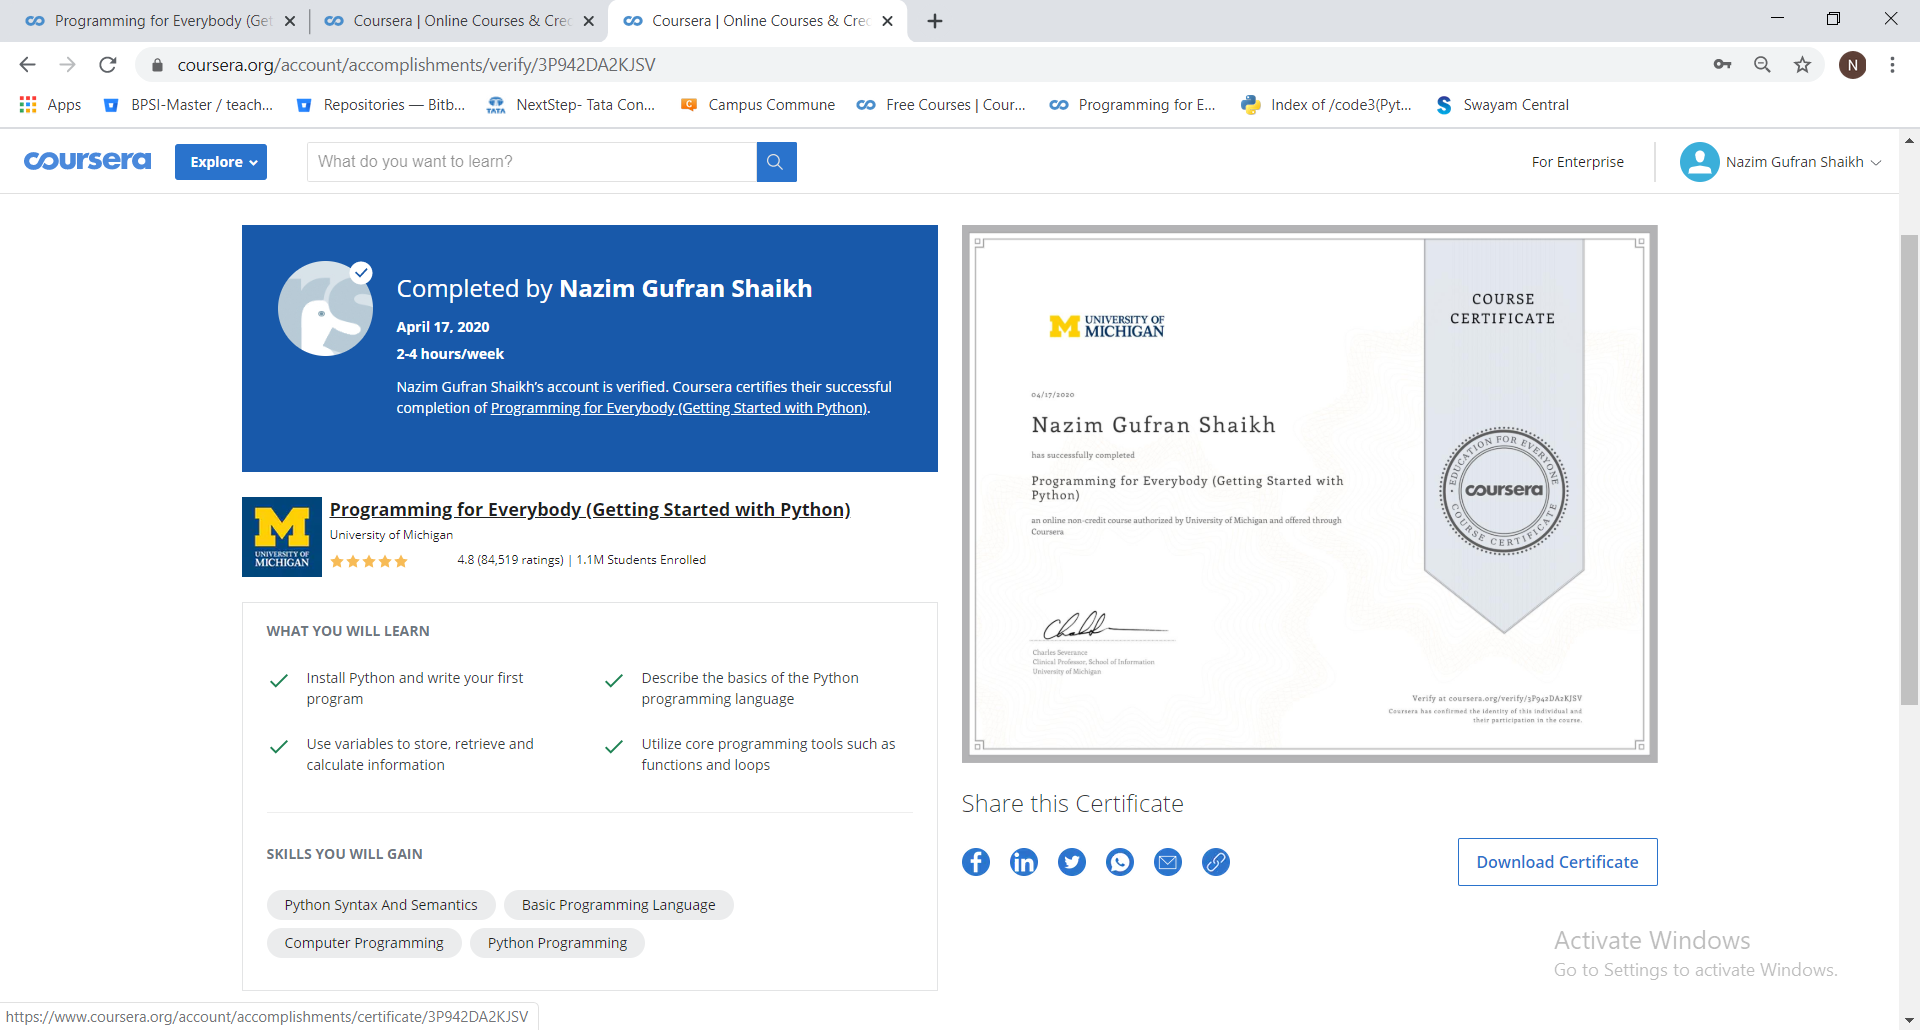 Programming for Everybody (Get
Coursera | Online Courses & Cre
Coursera | Online Courses & Cre
coursera.org/account/accomplishments/verify/3P942DA2KJSV
N
Apps
BPSI-Master / teach...
Repositories — Bitb...
TATA
NextStep- Tata Con...
Campus Commune
Free Courses | Cour...
Programming for E...
Index of /code3(Pyt...
Swayam Central
coursera
Explore
What do you want to learn?
For Enterprise
Nazim Gufran Shaikh
Completed by Nazim Gufran Shaikh
April 17, 2020
2-4 hours/week
Nazim Gufran Shaikh's account is verified. Coursera certifies their successful
completion of Programming for Everybody (Getting Started with Python).
M
UNIVERSITY OF
MICHIGAN
Programming for Everybody (Getting Started with Python)
University of Michigan
4.8 (84,519 ratings) | 1.1M Students Enrolled
WHAT YOU WILL LEARN
Install Python and write your first
program
Describe the basics of the Python
programming language
Use variables to store, retrieve and
calculate information
Utilize core programming tools such as
functions and loops
SKILLS YOU WILL GAIN
Python Syntax And Semantics
Basic Programming Language
Computer Programming
Python Programming
M UNIVERSITY OF
MICHIGAN
04/17/2020
Nazim Gufran Shaikh
has successfully completed
Programming for Everybody (Getting Started with
Python)
an online non-credit course authorized by University of Michigan and offered through
Coursera
Charles Severance
Clinical Professor, School of Information
University of Michigan
COURSE
CERTIFICATE
EDUCATION FOR EVERYONE
coursera
COURSE CERTIFICATE
Verify at coursera.org/verify/3P942DA2KJSV
Coursera has confirmed the identity of this individual and
their participation in the course.
Share this Certificate
Download Certificate
Activate Windows
Go to Settings to activate Windows.
https://www.coursera.org/account/accomplishments/certificate/3P942DA2KJSV